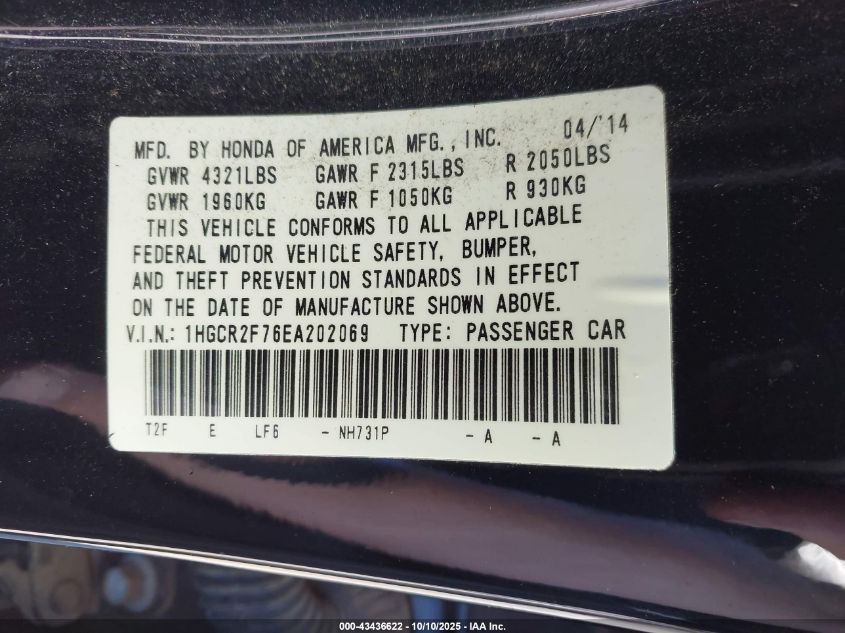 MFD. BY HONDA OF AMERICA MFG., INC. 04/'14
GVWR 4321LBS GAWR F 2315LBS R 2050LBS
GVWR 1960KG GAWR F 1050KG R 930KG
THIS VEHICLE CONFORMS TO ALL APPLICABLE
FEDERAL MOTOR VEHICLE SAFETY, BUMPER,
AND THEFT PREVENTION STANDARDS IN EFFECT
ON THE DATE OF MANUFACTURE SHOWN ABOVE.
V.I.N.: 1HGCR2F76EA202069 TYPE: PASSENGER CAR
T2F E LF6 - NH731P - A - A
000-43436622 - 10/10/2025 - IAA Inc.